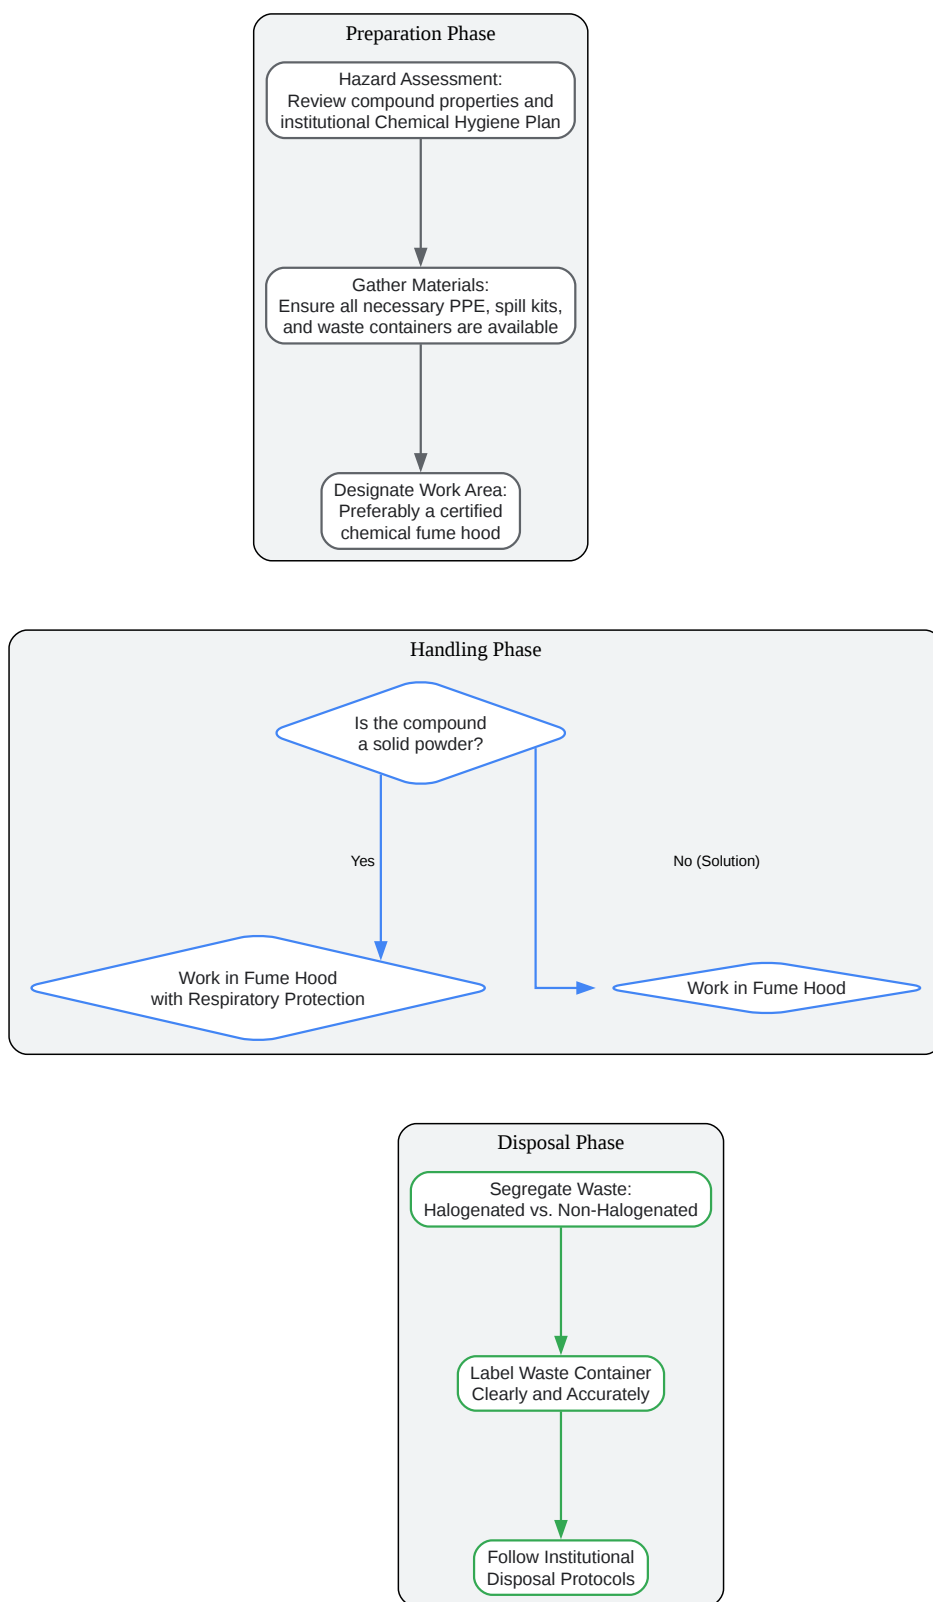 Preparation Phase
Hazard Assessment:
Review compound properties and
institutional Chemical Hygiene Plan
Gather Materials:
Ensure all necessary PPE, spill kits,
and waste containers are available
Designate Work Area:
Preferably a certified
chemical fume hood
Handling Phase
Is the compound
a solid powder?
Yes
No (Solution)
Work in Fume Hood
with Respiratory Protection
Work in Fume Hood
Disposal Phase
Segregate Waste:
Halogenated vs. Non-Halogenated
Label Waste Container
Clearly and Accurately
Follow Institutional
Disposal Protocols